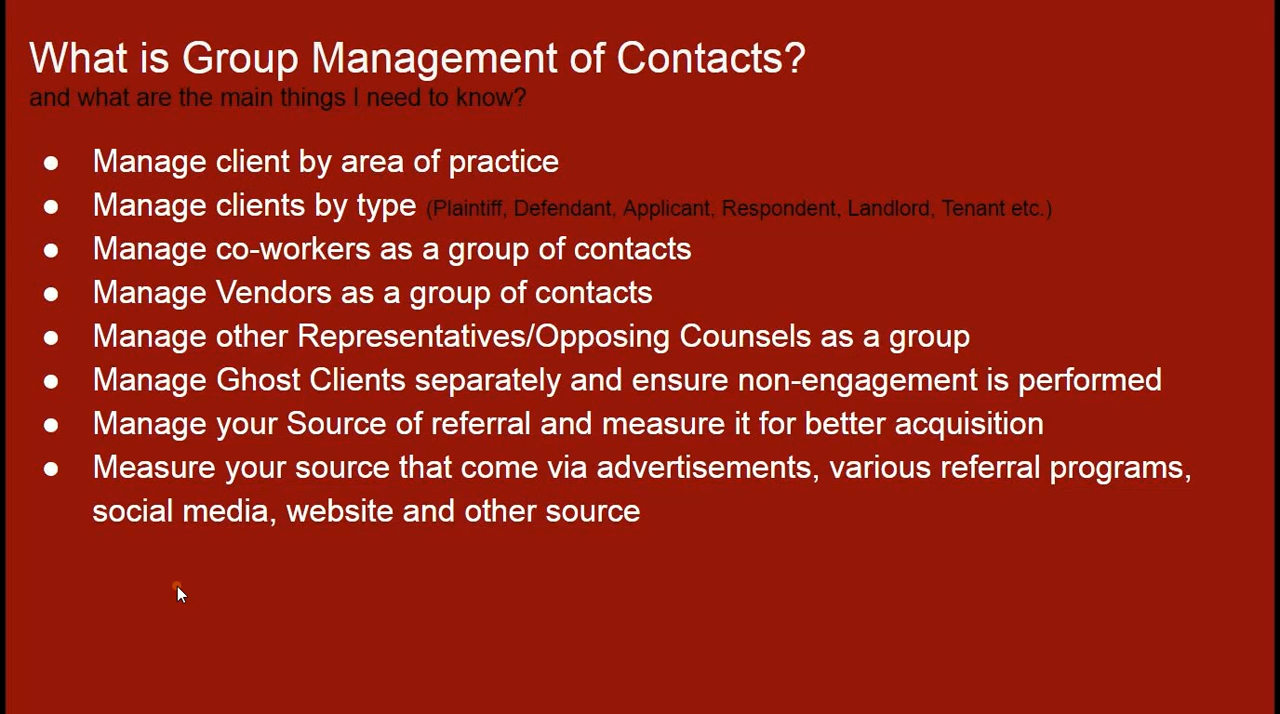 What is Group Management of Contacts?
and what are the main things I need to know?
● Manage client by area of practice
● Manage clients by type (Plaintiff, Defendant, Applicant, Respondent, Landlord, Tenant etc.)
● Manage co-workers as a group of contacts
● Manage Vendors as a group of contacts
● Manage other Representatives/Opposing Counsels as a group
● Manage Ghost Clients separately and ensure non-engagement is performed
● Manage your Source of referral and measure it for better acquisition
● Measure your source that come via advertisements, various referral programs,
social media, website and other source